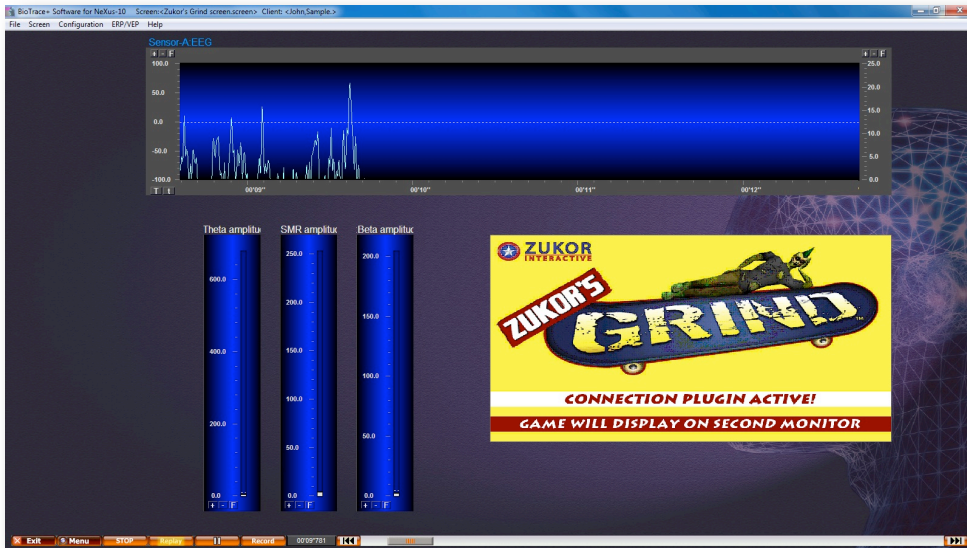 BioTrace+ Software for NeXus-10 Screen:<Zukor's Grind screen.screen> Client: <John,Sample.>
File Screen Configuration ERP/VEP Help
Sensor-A:EEG
+ - F
+ - F
100.0
50.0
0.0
-50.0
-100.0
25.0
20.0
15.0
10.0
5.0
0.0
T t
00'09" 00'10" 00'11" 00'12"
Theta amplitu SMR amplitu Beta amplitu
600.0
400.0
200.0
0.0
+ - F
250.0
200.0
150.0
100.0
50.0
0.0
+ - F
200.0
150.0
100.0
50.0
0.0
+ - F
ZUKOR
INTERACTIVE
ZUKOR'S
GRIND
TM
CONNECTION PLUGIN ACTIVE!
GAME WILL DISPLAY ON SECOND MONITOR
Exit Menu STOP Replay Record 00'09"781